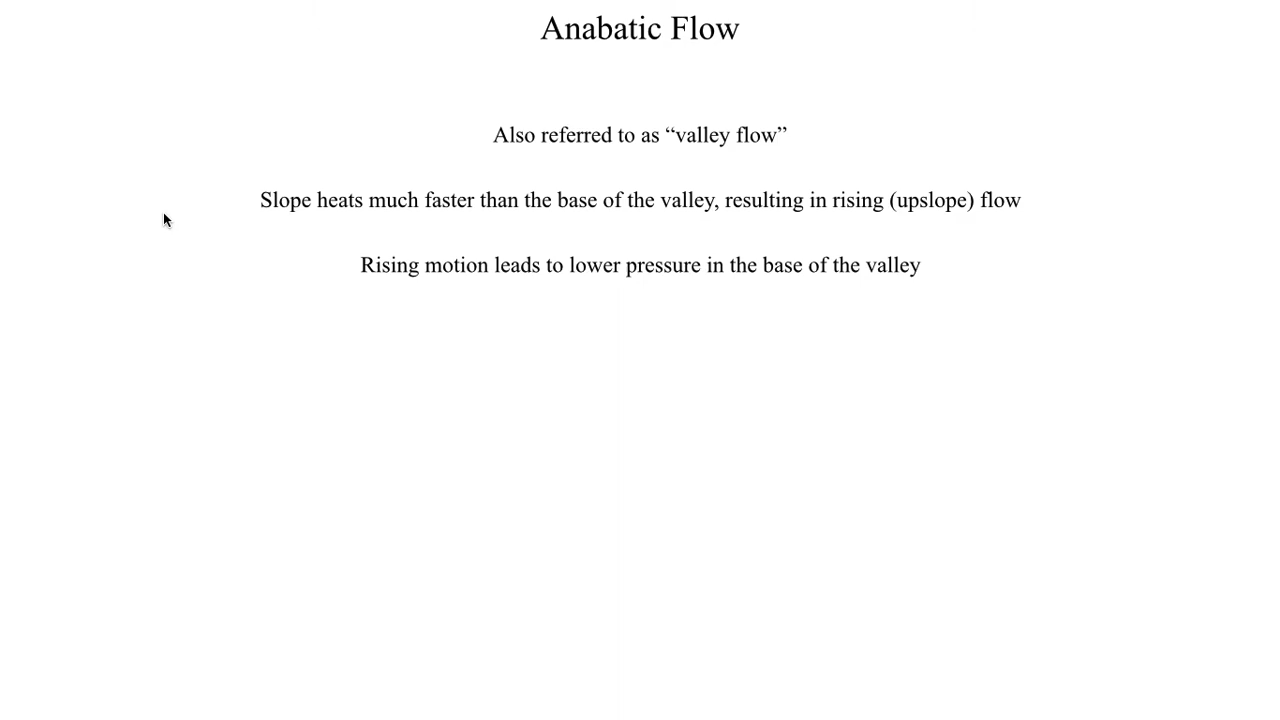 Anabatic Flow
Also referred to as “valley flow”
Slope heats much faster than the base of the valley, resulting in rising (upslope) flow
Rising motion leads to lower pressure in the base of the valley